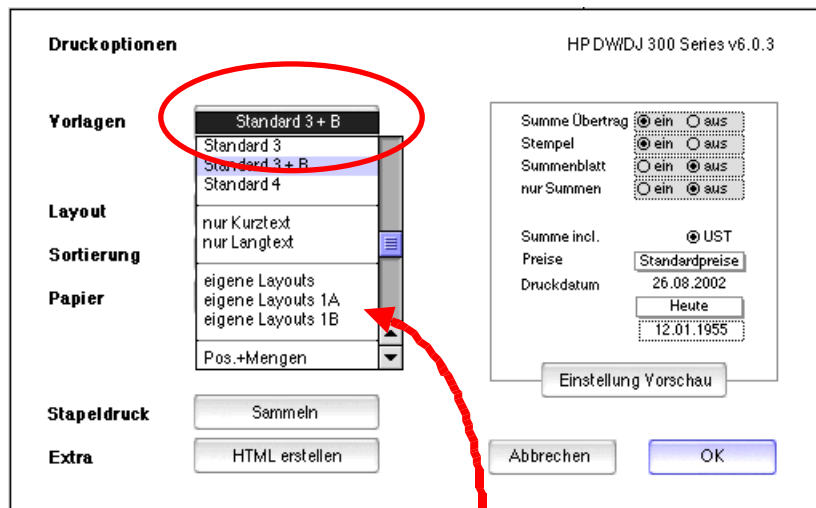 Druckoptionen
HP DW/DJ 300 Series v6.0.3
Vorlagen
Standard 3 + B
Standard 3
Standard 3 + B
Standard 4
nur Kurztext
nur Langtext
eigene Layouts
eigene Layouts 1A
eigene Layouts 1B
Pos.+Mengen
Layout
Sortierung
Papier
Summe Übertrag ein aus
Stempel ein aus
Summenblatt ein aus
nur Summen ein aus
Summe incl. UST
Preise Standardpreise
Druckdatum 26.08.2002
Heute
12.01.1955
Einstellung Vorschau
Stapeldruck Sammeln
Extra HTML erstellen
Abbrechen OK